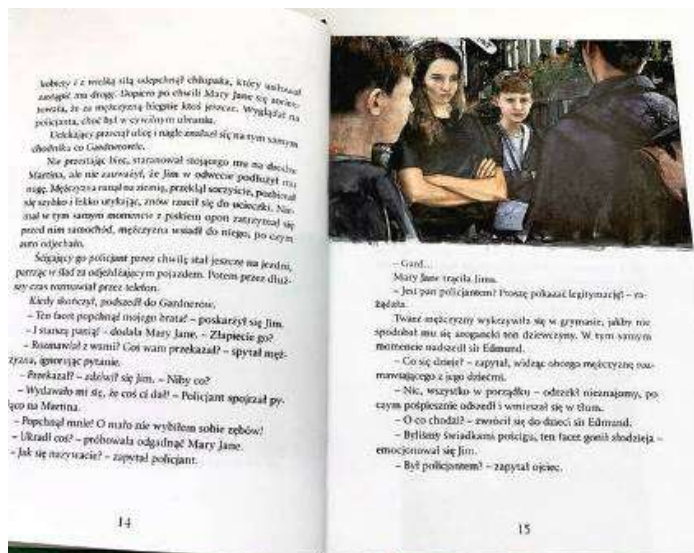 kobiety i z wielką siłą odepchnął chłopaka, który usiłował
zastąpić mu drogę. Dopiero po chwili Mary Jane się zorien-
towała, że za mężczyzną biegnie ktoś jeszcze. Wyglądał na
policjanta, choć był w cywilnym ubraniu.
Uciekający przeciął ulicę i nagle znalazł się na tym samym
chodniku co Gardnerowie.
Nie przestając biec, staranował stojącego mu na drodze
Martina, ale nie zauważył, że Jim w odwecie podłożył mu
nogę. Mężczyzna runął na ziemię, przeklął soczyście, pozbierał
się szybko i lekko utykając, znów rzucił się do ucieczki. Nie-
mal w tym samym momencie z piskiem opon zatrzymał się
przed nim samochód, mężczyzna wsiadł do niego, po czym
auto odjechało.
Ścigający go policjant przez chwilę stał jeszcze na jezdni,
patrząc w ślad za odjeżdżającym pojazdem. Potem przez dłuż-
szy czas rozmawiał przez telefon.
Kiedy skończył, podszedł do Gardnerów.
– Ten facet popchnął mojego brata! – poskarżył się Jim.
– I starszą panią! – dodała Mary Jane. – Złapiecie go?
– Rozmawiał z wami? Coś wam przekazał? – spytał męż-
czyzna, ignorując pytanie.
– Przekazał? – zdziwił się Jim. – Niby co?
– Wydawało mi się, że coś ci dał! – Policjant spojrzał py-
tająco na Martina.
– Popchnął mnie! O mało nie wybiłem sobie zębów!
– Ukradł coś? – próbowała odgadnąć Mary Jane.
– Jak się nazywacie? – zapytał policjant.
14
– Gard...
Mary Jane trąciła Jima.
– Jest pan policjantem? Proszę pokazać legitymację! – za-
żądała.
Twarz mężczyzny wykrzywiła się w grymasie, jakby nie
spodobał mu się arogancki ton dziewczyny. W tym samym
momencie nadszedł sir Edmund.
– Co się dzieje? – zapytał, widząc obcego mężczyznę roz-
mawiającego z jego dziećmi.
– Nic, wszystko w porządku – odrzekł nieznajomy, po
czym pośpiesznie odszedł i wmieszał się w tłum.
– O co chodzi? – zwrócił się do dzieci sir Edmund.
– Byliśmy świadkami pościgu, ten facet gonił złodzieja –
emocjonował się Jim.
– Był policjantem? – zapytał ojciec.
15